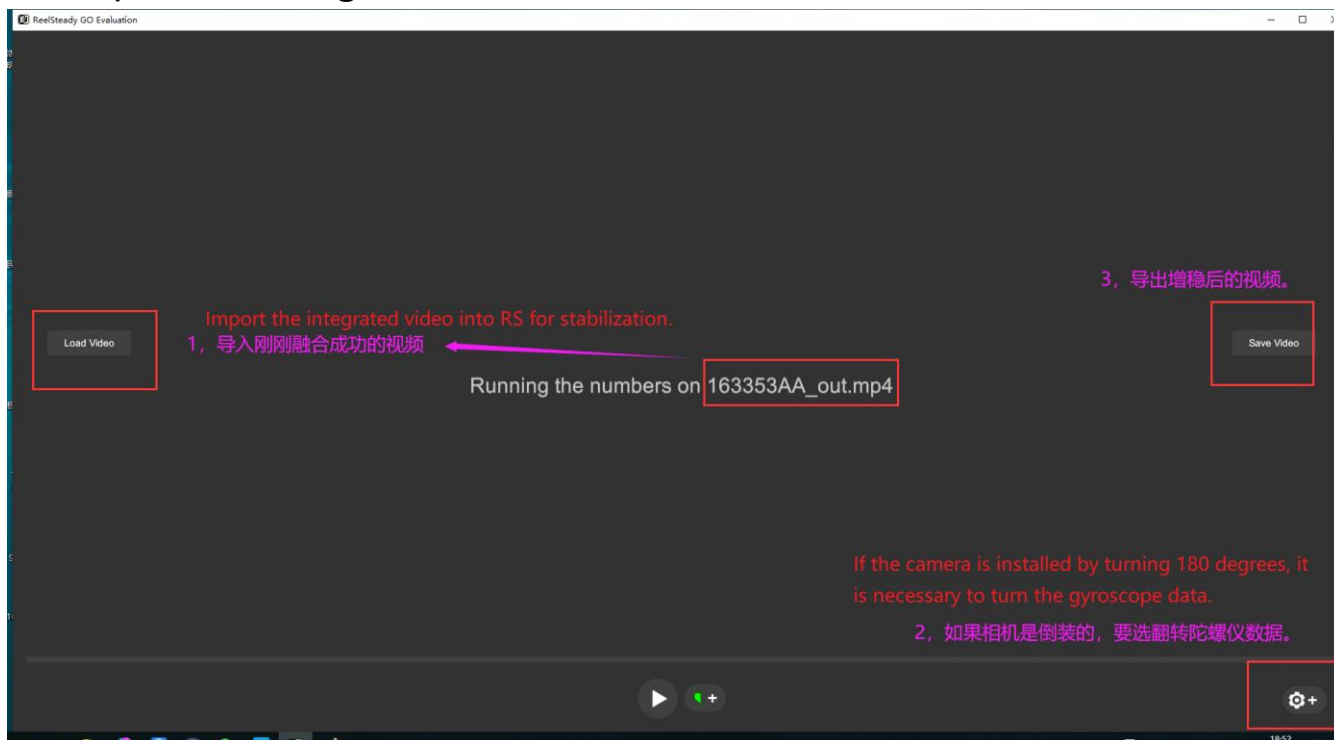 ReelSteady GO Evaluation
3，导出增稳后的视频。
Import the integrated video into RS for stabilization.
Load Video
1，导入刚刚融合成功的视频
Save Video
Running the numbers on 163353AA_out.mp4
If the camera is installed by turning 180 degrees, it
is necessary to turn the gyroscope data.
2，如果相机是倒装的，要选翻转陀螺仪数据。
18:52